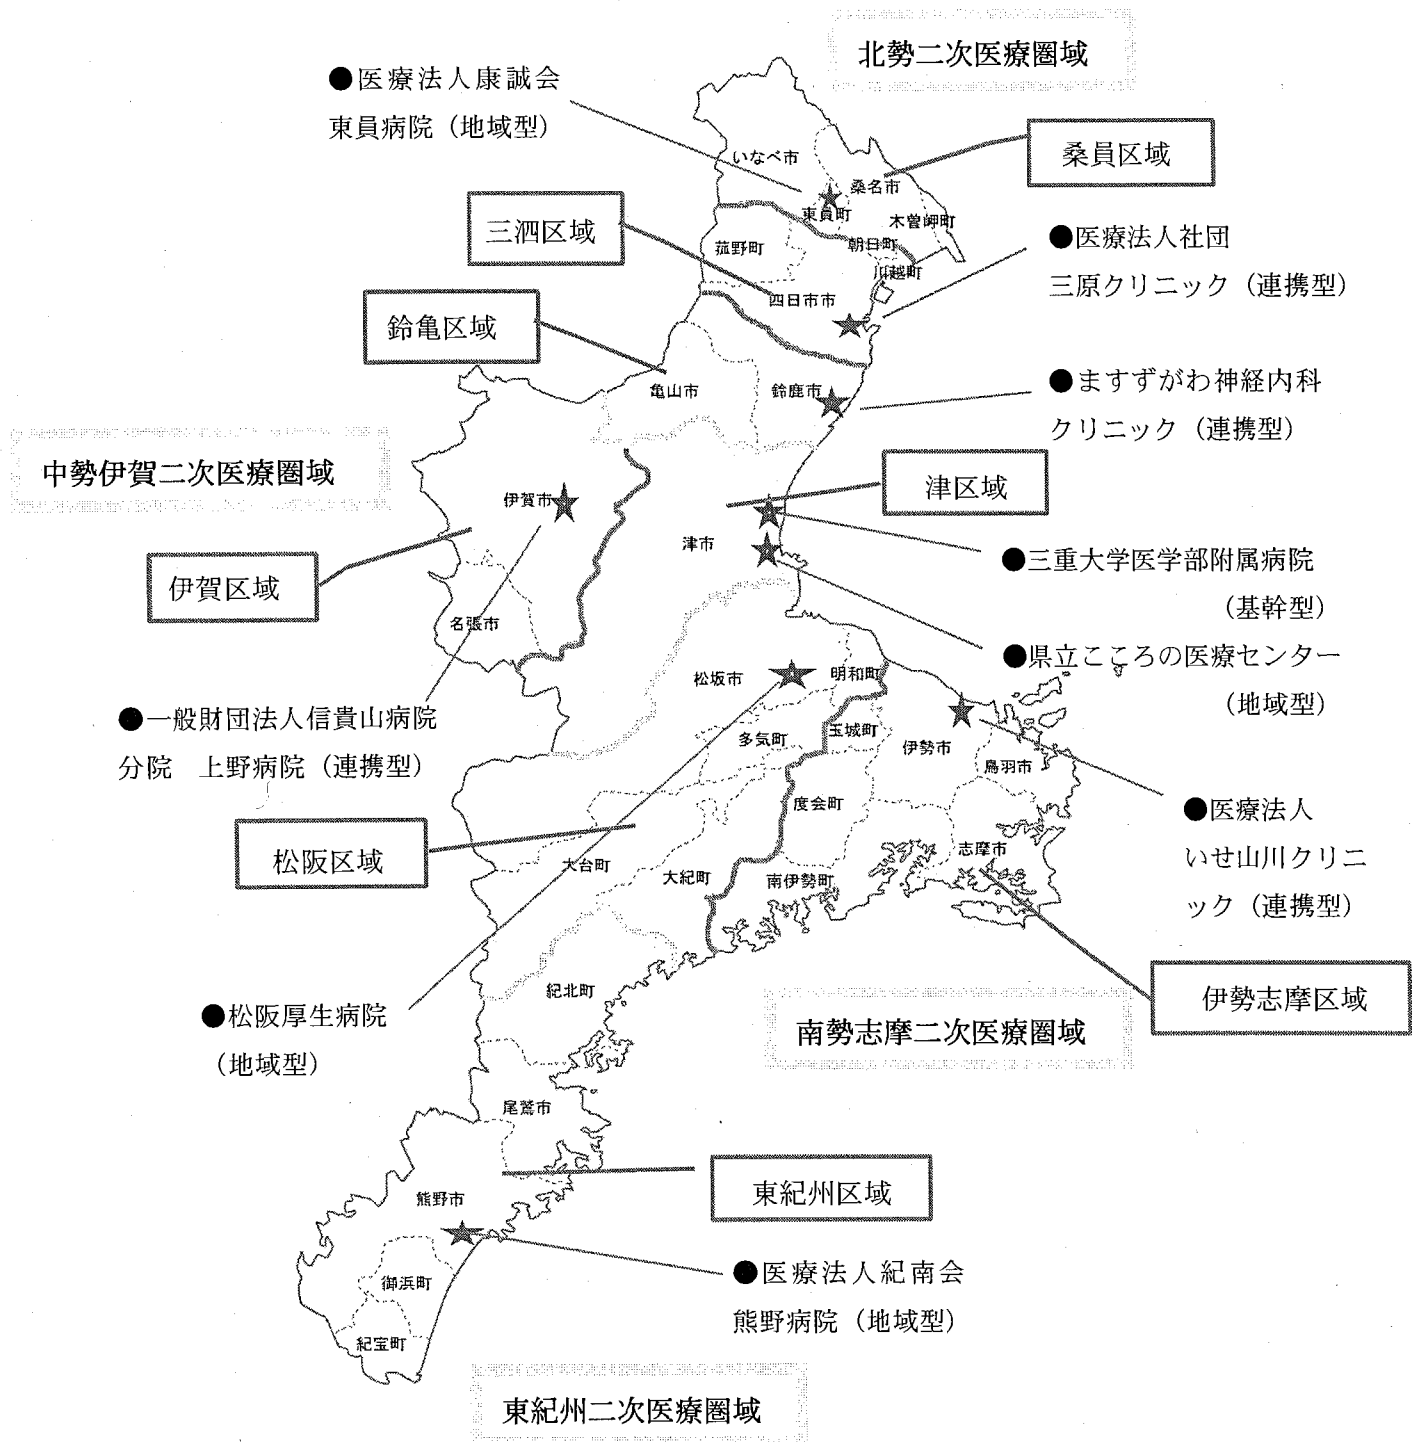 北勢二次医療圏域
●医療法人康誠会
東員病院（地域型）
桑員区域
いなべ市
桑名市
東員町
木曽岬町
三泗区域
菰野町
朝日町
川越町
四日市市
●医療法人社団
三原クリニック（連携型）
鈴亀区域
亀山市
鈴鹿市
●ますずがわ神経内科
クリニック（連携型）
中勢伊賀二次医療圏域
伊賀市
津区域
津市
●三重大学医学部附属病院
（基幹型）
伊賀区域
名張市
●県立こころの医療センター
（地域型）
松坂市
明和町
●一般財団法人信貴山病院
分院　上野病院（連携型）
多気町
玉城町
伊勢市
鳥羽市
度会町
●医療法人
いせ山川クリニ
ック（連携型）
松阪区域
大台町
大紀町
南伊勢町
志摩市
紀北町
伊勢志摩区域
●松阪厚生病院
（地域型）
南勢志摩二次医療圏域
尾鷲市
東紀州区域
熊野市
●医療法人紀南会
熊野病院（地域型）
御浜町
紀宝町
東紀州二次医療圏域